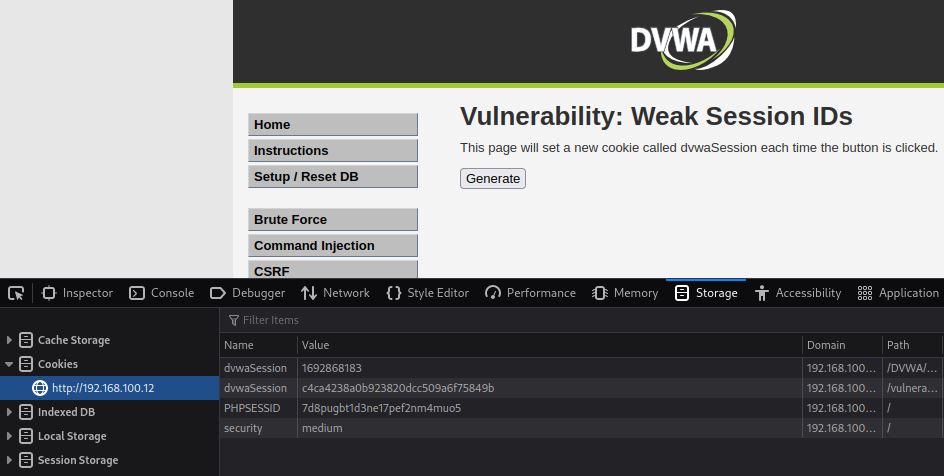 DVWA
Vulnerability: Weak Session IDs
This page will set a new cookie called dvwaSession each time the button is clicked.
Generate
Home
Instructions
Setup / Reset DB
Brute Force
Command Injection
CSRF
Inspector Console Debugger Network Style Editor Performance Memory Storage Accessibility Application
Filter Items
Cache Storage
Cookies
http://192.168.100.12
Indexed DB
Local Storage
Session Storage
Name Value Domain Path
dvwaSession 1692868183 192.168.100... /DVWA/...
dvwaSession c4ca4238a0b923820dcc509a6f75849b 192.168.100... /vulnera...
PHPSESSID 7d8pugbt1d3ne17pef2nm4muo5 192.168.100... /
security medium 192.168.100... /